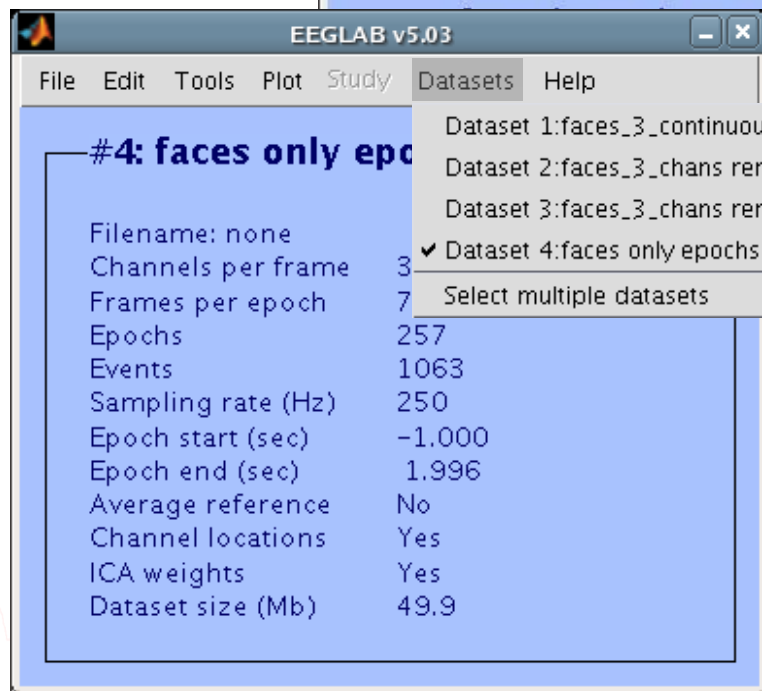 EEGLAB v5.03
File Edit Tools Plot Study Datasets Help
Dataset 1:faces_3_continuou
Dataset 2:faces_3_chans rer
Dataset 3:faces_3_chans rer
✔ Dataset 4:faces only epochs
Select multiple datasets
#4: faces only epo
Filename: none
Channels per frame 3
Frames per epoch 7
Epochs 257
Events 1063
Sampling rate (Hz) 250
Epoch start (sec) -1.000
Epoch end (sec) 1.996
Average reference No
Channel locations Yes
ICA weights Yes
Dataset size (Mb) 49.9